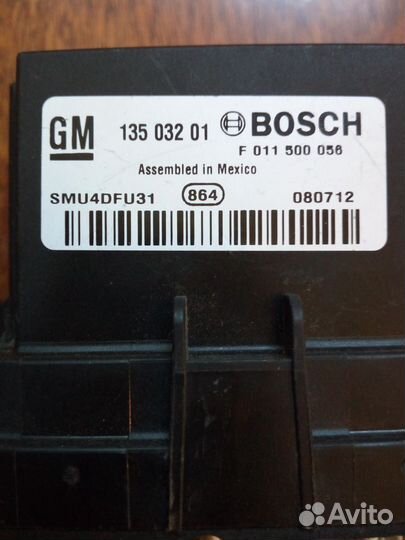 GM 135 032 01 BOSCH
F 011 500 056
Assembled in Mexico
SMU4DFU31 864 080712
Avito